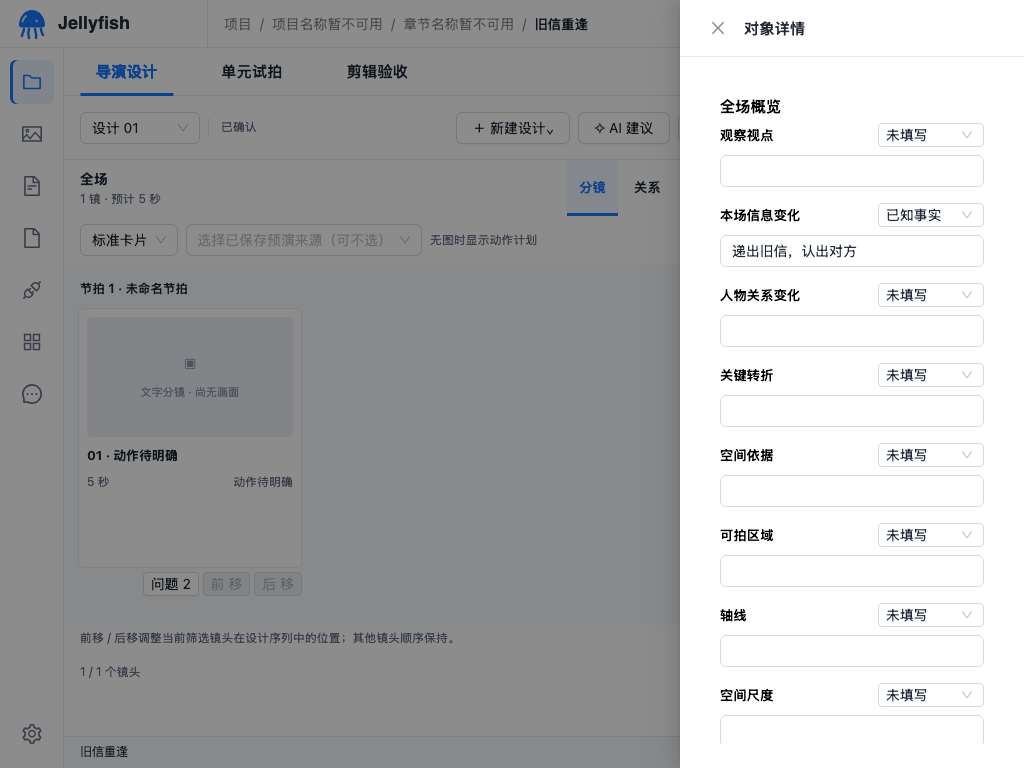 Jellyfish
项目 / 项目名称暂不可用 / 章节名称暂不可用 / 旧信重逢
对象详情
导演设计
单元试拍
剪辑验收
设计 01
已确认
+ 新建设计
AI 建议
全场
1 镜 · 预计 5 秒
分镜
关系
标准卡片
选择已保存预演来源（可不选）
无图时显示动作计划
节拍 1 · 未命名节拍
文字分镜 · 尚无画面
01 · 动作待明确
5 秒
动作待明确
问题 2
前 移
后 移
前移 / 后移调整当前筛选镜头在设计序列中的位置；其他镜头顺序保持。
1 / 1 个镜头
旧信重逢
全场概览
观察视点
未填写
本场信息变化
已知事实
递出旧信，认出对方
人物关系变化
未填写
关键转折
未填写
空间依据
未填写
可拍区域
未填写
轴线
未填写
空间尺度
未填写